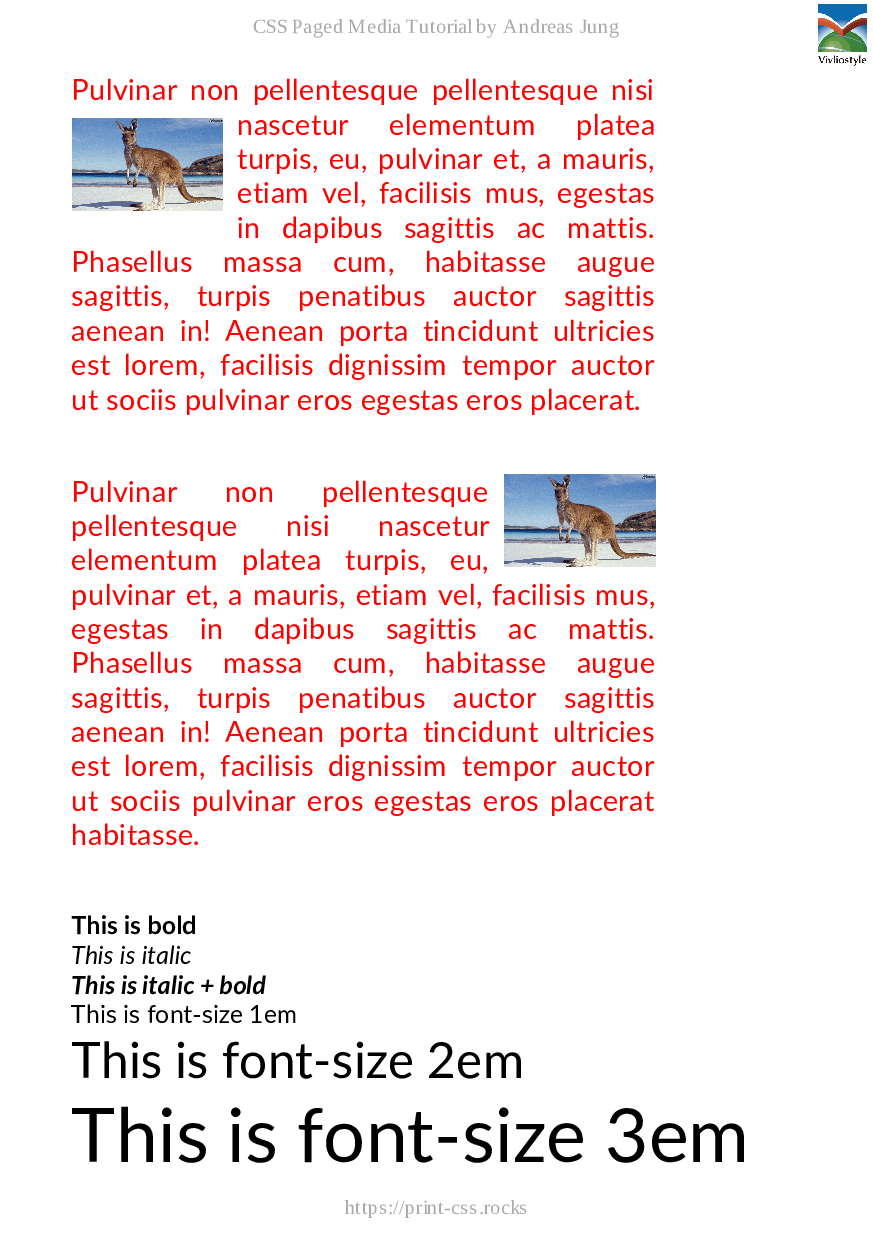 CSS Paged Media Tutorial by Andreas Jung
Vivliostyle
Pulvinar non pellentesque pellentesque nisi
nascetur elementum platea
turpis, eu, pulvinar et, a mauris,
etiam vel, facilisis mus, egestas
in dapibus sagittis ac mattis.
Phasellus massa cum, habitasse augue
sagittis, turpis penatibus auctor sagittis
aenean in! Aenean porta tincidunt ultricies
est lorem, facilisis dignissim tempor auctor
ut sociis pulvinar eros egestas eros placerat.
Pulvinar non pellentesque
pellentesque nisi nascetur
elementum platea turpis, eu,
pulvinar et, a mauris, etiam vel, facilisis mus,
egestas in dapibus sagittis ac mattis.
Phasellus massa cum, habitasse augue
sagittis, turpis penatibus auctor sagittis
aenean in! Aenean porta tincidunt ultricies
est lorem, facilisis dignissim tempor auctor
ut sociis pulvinar eros egestas eros placerat
habitasse.
This is bold
This is italic
This is italic + bold
This is font-size 1em
This is font-size 2em
This is font-size 3em
https://print-css.rocks